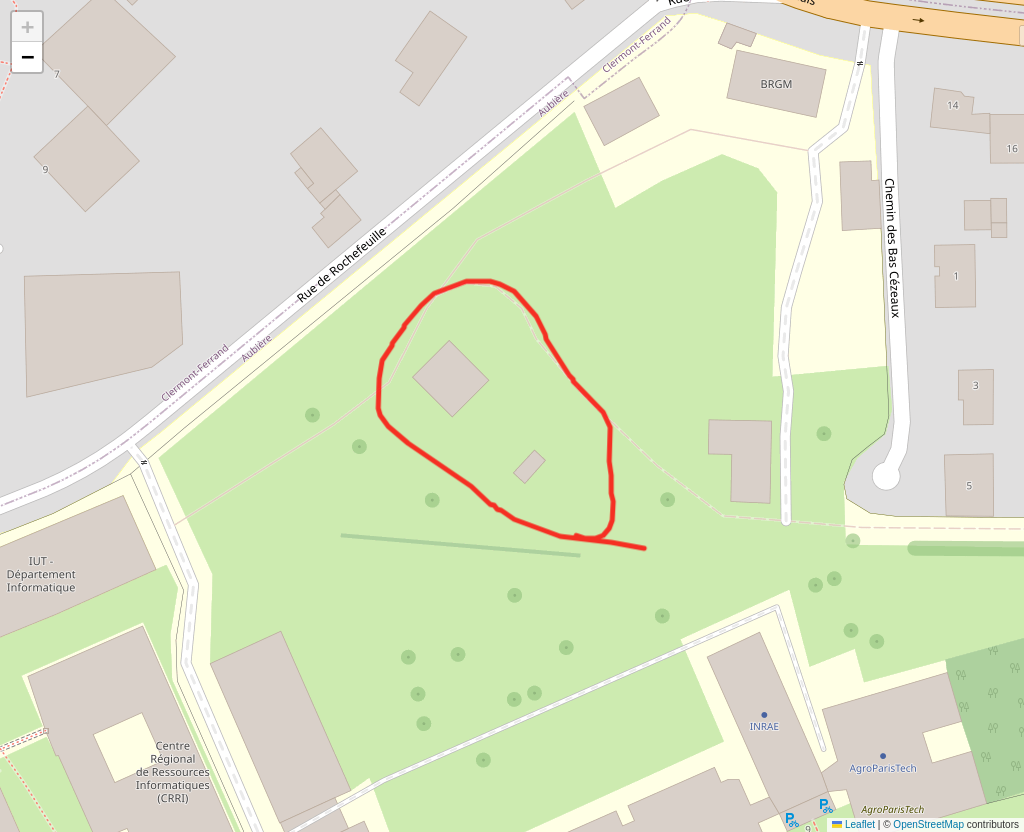 +
−
Rue
is
Clermont-Ferrand
Aubière
BRGM
7
9
14
16
Rue de Rochefeuille
Chemin des Bas Cézeaux
1
3
5
Clermont-Ferrand
Aubière
IUT -
Département
Informatique
Centre
Régional
de Ressources
Informatiques
(CRRI)
INRAE
AgroParisTech
AgroParisTech
9
Leaflet | © OpenStreetMap contributors